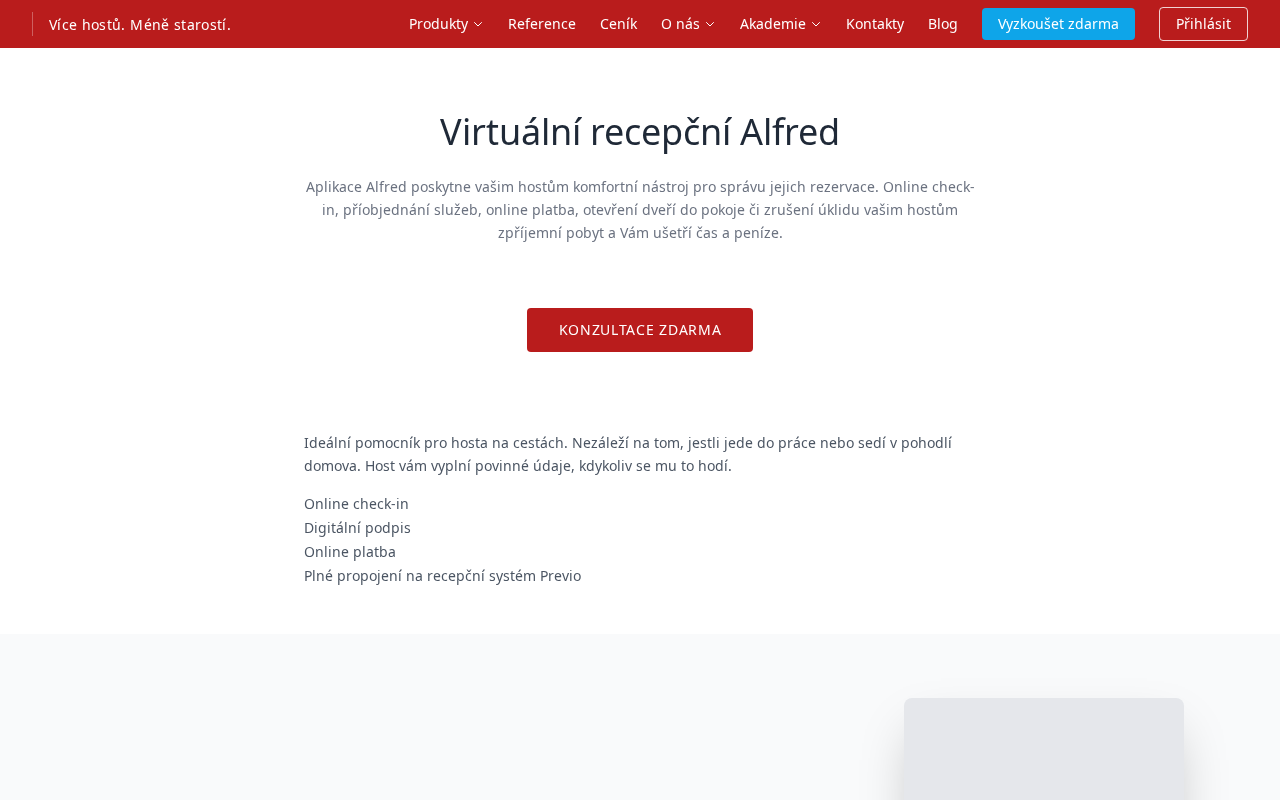 Více hostů. Méně starostí.
Produkty
Reference
Ceník
O nás
Akademie
Kontakty
Blog
Vyzkoušet zdarma
Přihlásit
Virtuální recepční Alfred
Aplikace Alfred poskytne vašim hostům komfortní nástroj pro správu jejich rezervace. Online check-
in, příobjednání služeb, online platba, otevření dveří do pokoje či zrušení úklidu vašim hostům
zpříjemní pobyt a Vám ušetří čas a peníze.
KONZULTACE ZDARMA
Ideální pomocník pro hosta na cestách. Nezáleží na tom, jestli jede do práce nebo sedí v pohodlí
domova. Host vám vyplní povinné údaje, kdykoliv se mu to hodí.
Online check-in
Digitální podpis
Online platba
Plné propojení na recepční systém Previo